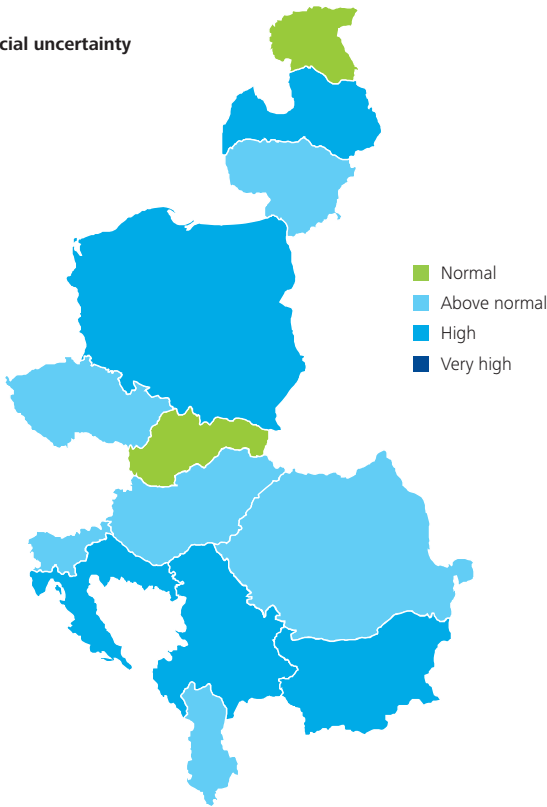 cial uncertainty
Normal
Above normal
High
Very high